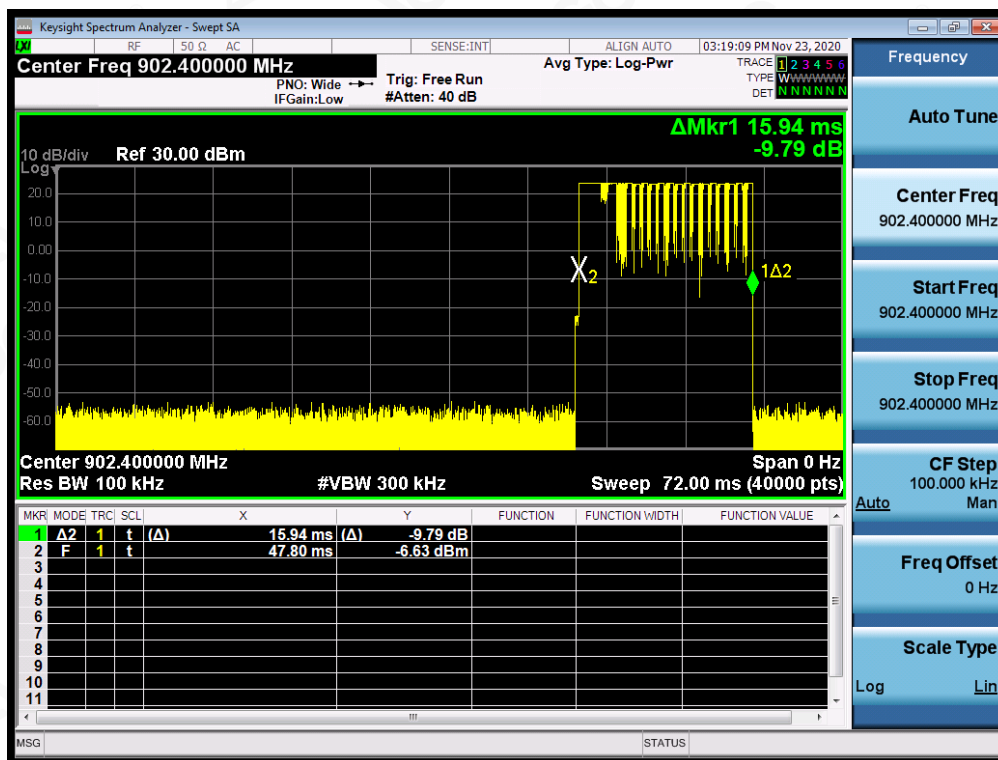 Keysight Spectrum Analyzer - Swept SA
LXI RF 50 Ω AC SENSE:INT ALIGN AUTO 03:19:09 PM Nov 23, 2020
Center Freq 902.400000 MHz
PNO: Wide
IFGain:Low
Trig: Free Run
#Atten: 40 dB
Avg Type: Log-Pwr
TRACE 1 2 3 4 5 6
TYPE W W W W W W
DET N N N N N N
ΔMkr1 15.94 ms
-9.79 dB
10 dB/div Ref 30.00 dBm
Log
20.0
10.0
0.00
-10.0
-20.0
-30.0
-40.0
-50.0
-60.0
X2
1Δ2
Center 902.400000 MHz Span 0 Hz
Res BW 100 kHz #VBW 300 kHz Sweep 72.00 ms (40000 pts)
MKR MODE TRC SCL X Y FUNCTION FUNCTION WIDTH FUNCTION VALUE
1 Δ2 1 t (Δ) 15.94 ms (Δ) -9.79 dB
2 F 1 t 47.80 ms -6.63 dBm
3
4
5
6
7
8
9
10
11
MSG STATUS
Frequency
Auto Tune
Center Freq
902.400000 MHz
Start Freq
902.400000 MHz
Stop Freq
902.400000 MHz
CF Step
100.000 kHz
Auto Man
Freq Offset
0 Hz
Scale Type
Log Lin